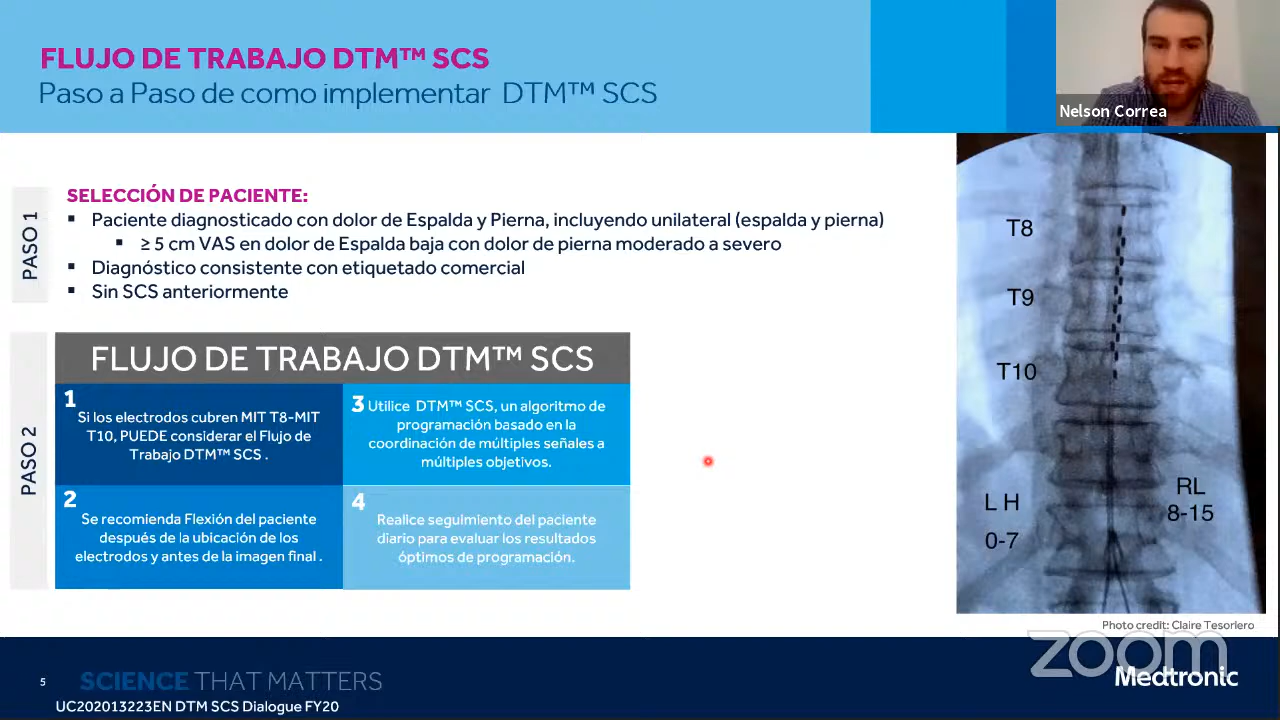 FLUJO DE TRABAJO DTM™ SCS
Paso a Paso de como implementar DTM™ SCS
Nelson Correa
PASO 1
SELECCIÓN DE PACIENTE:
▪ Paciente diagnosticado con dolor de Espalda y Pierna, incluyendo unilateral (espalda y pierna)
▪ ≥ 5 cm VAS en dolor de Espalda baja con dolor de pierna moderado a severo
▪ Diagnóstico consistente con etiquetado comercial
▪ Sin SCS anteriormente
PASO 2
FLUJO DE TRABAJO DTM™ SCS
1
Si los electrodos cubren MIT T8-MIT
T10, PUEDE considerar el Flujo de
Trabajo DTM™ SCS .
2
Se recomienda Flexión del paciente
después de la ubicación de los
electrodos y antes de la imagen final .
3 Utilice DTM™ SCS, un algoritmo de
programación basado en la
coordinación de múltiples señales a
múltiples objetivos.
4
Realice seguimiento del paciente
diario para evaluar los resultados
óptimos de programación.
T8
T9
T10
L H
0-7
RL
8-15
Photo credit: Claire Tesoriero
zoom
Medtronic
5
SCIENCE THAT MATTERS
UC202013223EN DTM SCS Dialogue FY20